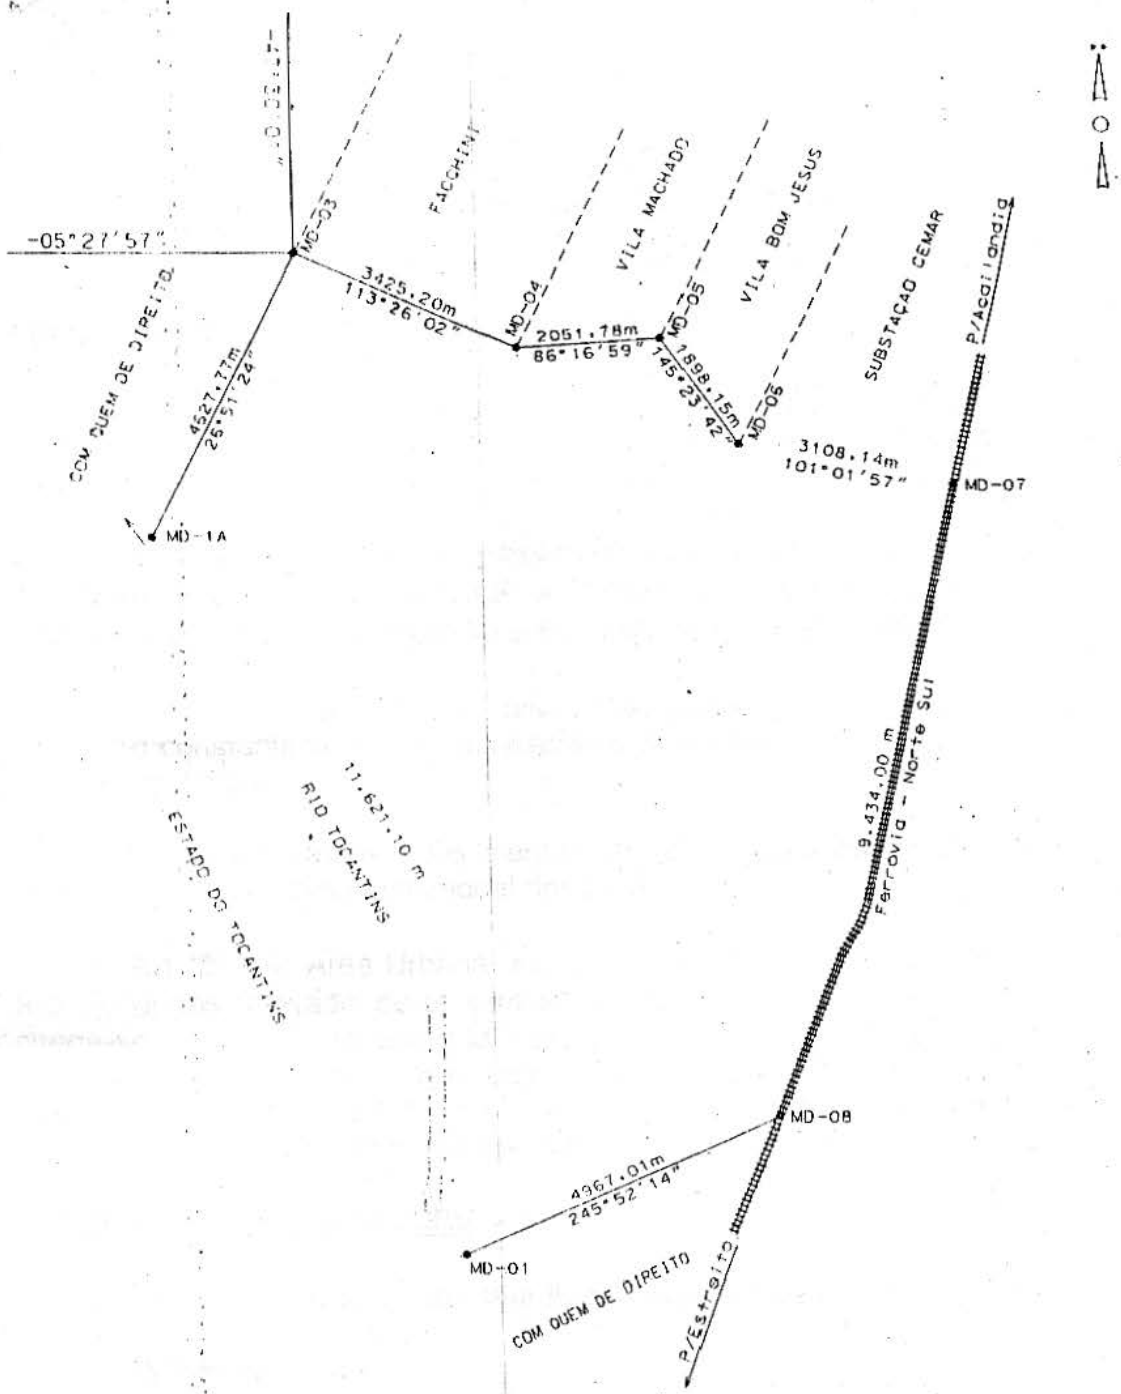 -05°27'57"
MD-03
FACCHINI
VILA MACHADO
VILA BOM JESUS
SUBSTAÇAO CEMAR
P/Açailandia
3425,20m
113°26'02"
MD-04
2051,78m
86°16'59"
MD-05
1898,15m
145°23'42"
MD-06
3108,14m
101°01'57"
MD-07
COM QUEM DE DIREITO
4527,77m
25°51'24"
MD-1A
9.434,00 m
Ferrovia - Norte Sul
11.621,10 m
RIO TOCANTINS
ESTADO DO TOCANTINS
MD-08
4967,01m
245°52'14"
MD-01
COM QUEM DE DIREITO
P/Estreito